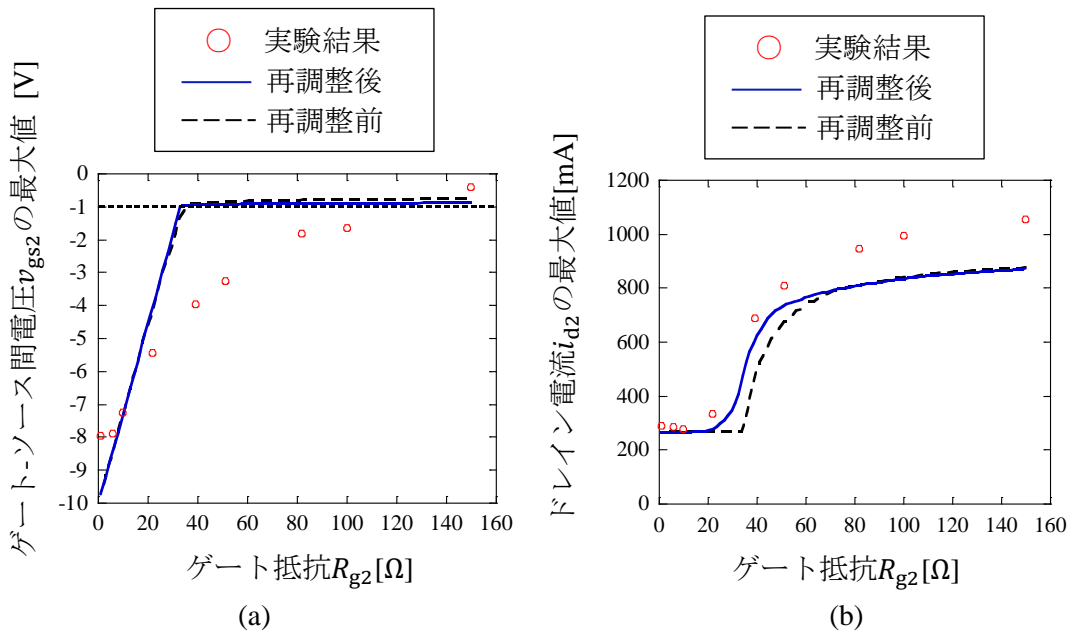 実験結果
再調整後
再調整前
ゲート-ソース間電圧v_gs2の最大値 [V]
0
-1
-2
-3
-4
-5
-6
-7
-8
-9
-10
0 20 40 60 80 100 120 140 160
ゲート抵抗R_g2[Ω]
(a)
実験結果
再調整後
再調整前
ドレイン電流i_d2の最大値[mA]
1200
1000
800
600
400
200
0
0 20 40 60 80 100 120 140 160
ゲート抵抗R_g2[Ω]
(b)